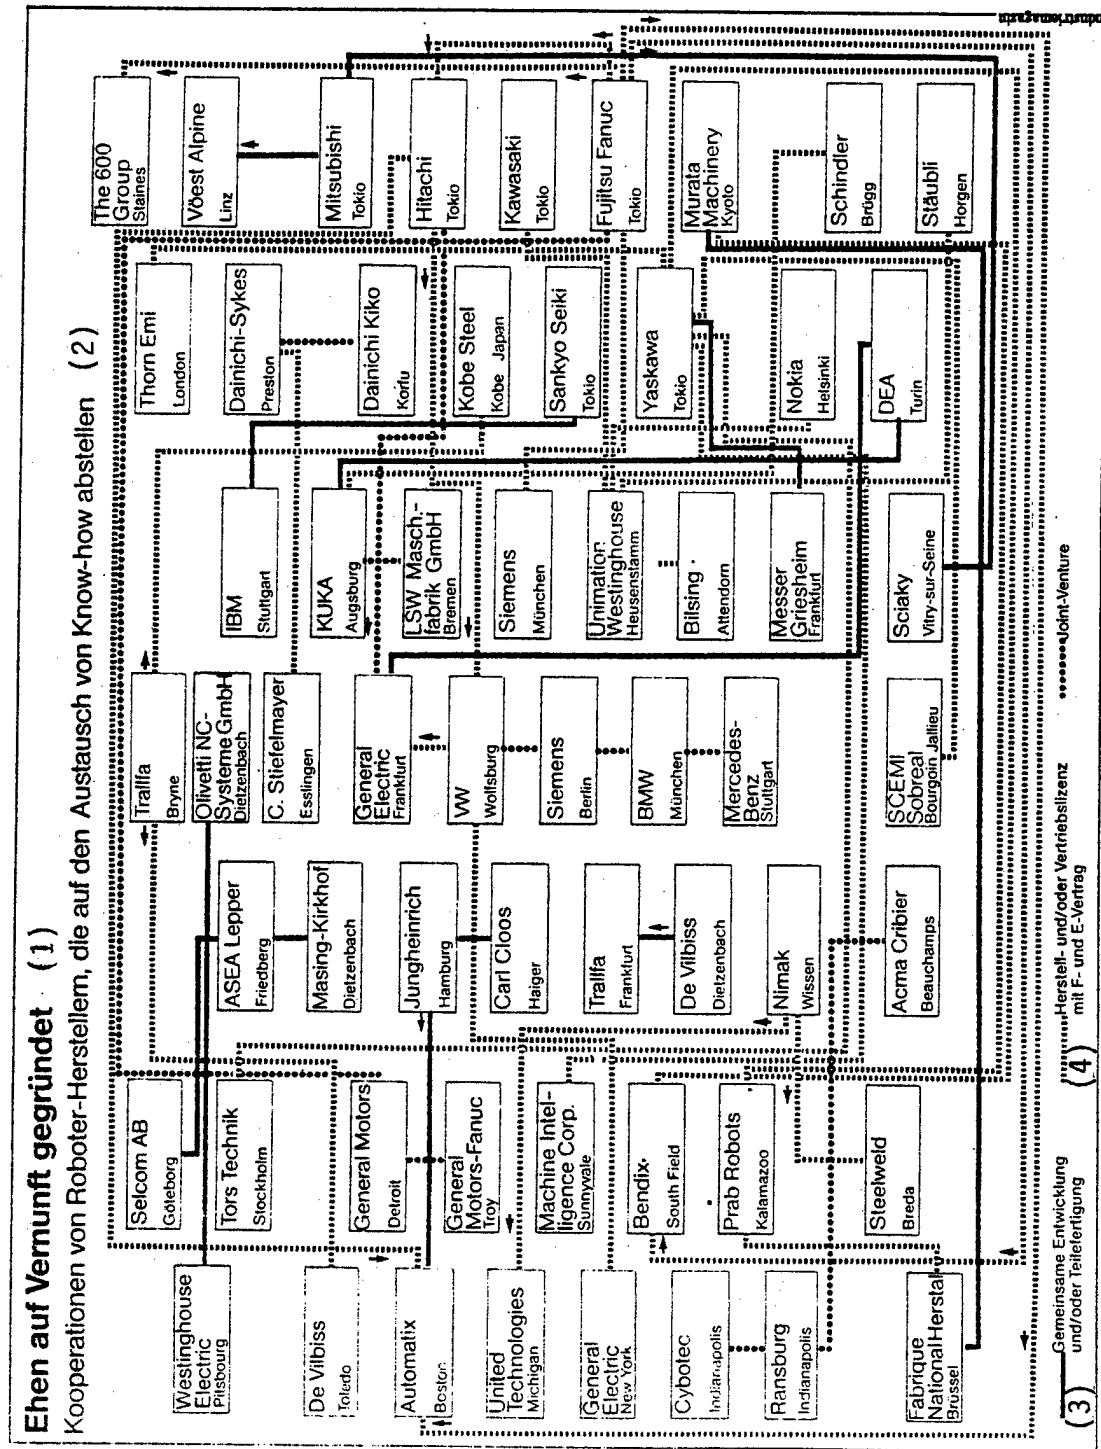 Ehen auf Vernunft gegründet (1)
Kooperationen von Roboter-Herstellern, die auf den Austausch von Know-how abstellen (2)
Westinghouse
Electric
Pitsbourg
De Vilbiss
Toledo
Automatix
Boston
United
Technologies
Michigan
General
Electric
New York
Cybotec
Indianapolis
Ransburg
Indianapolis
Fabrique
National Herstal
Brüssel
Selcom AB
Göteborg
Tors Technik
Stockholm
General Motors
Detroit
General
Motors-Fanuc
Troy
Machine Intel-
ligence Corp.
Sunnyvale
Bendix
South Field
Prab Robots
Kalamazoo
Steelweld
Breda
ASEA Lepper
Friedberg
Masing-Kirkhof
Dietzenbach
Jungheinrich
Hamburg
Carl Cloos
Haiger
Trallfa
Frankfurt
De Vilbiss
Dietzenbach
Nimak
Wissen
Acma Cribier
Beauchamps
Trallfa
Bryne
Olivetti NC-
Systeme GmbH
Dietzenbach
C. Stiefelmayer
Esslingen
General
Electric
Frankfurt
VW
Wolfsburg
Siemens
Berlin
BMW
München
Mercedes-
Benz
Stuttgart
SCEMI
Sobreal
Bourgoin Jallieu
IBM
Stuttgart
KUKA
Augsburg
LSW Masch.-
fabrik GmbH
Bremen
Siemens
München
Unimation
Westinghouse
Heusenstamm
Bilsing
Attendorn
Messer
Griesheim
Frankfurt
Sciaky
Vitry-sur-Seine
Thorn Emi
London
Dainichi-Sykes
Preston
Dainichi Kiko
Korfu
Kobe Steel
Kobe Japan
Sankyo Seiki
Tokio
Yaskawa
Tokio
Nokia
Helsinki
DEA
Turin
The 600
Group
Staines
Vöest Alpine
Linz
Mitsubishi
Tokio
Hitachi
Tokio
Kawasaki
Tokio
Fujitsu Fanuc
Tokio
Murata
Machinery
Kyoto
Schindler
Brügg
Stäubli
Horgen
(3) Gemeinsame Entwicklung
und/oder Teilefertigung
(4) Herstell- und/oder Vertriebslizenz
mit F- und E-Vertrag
Joint-Venture
industriemagazin